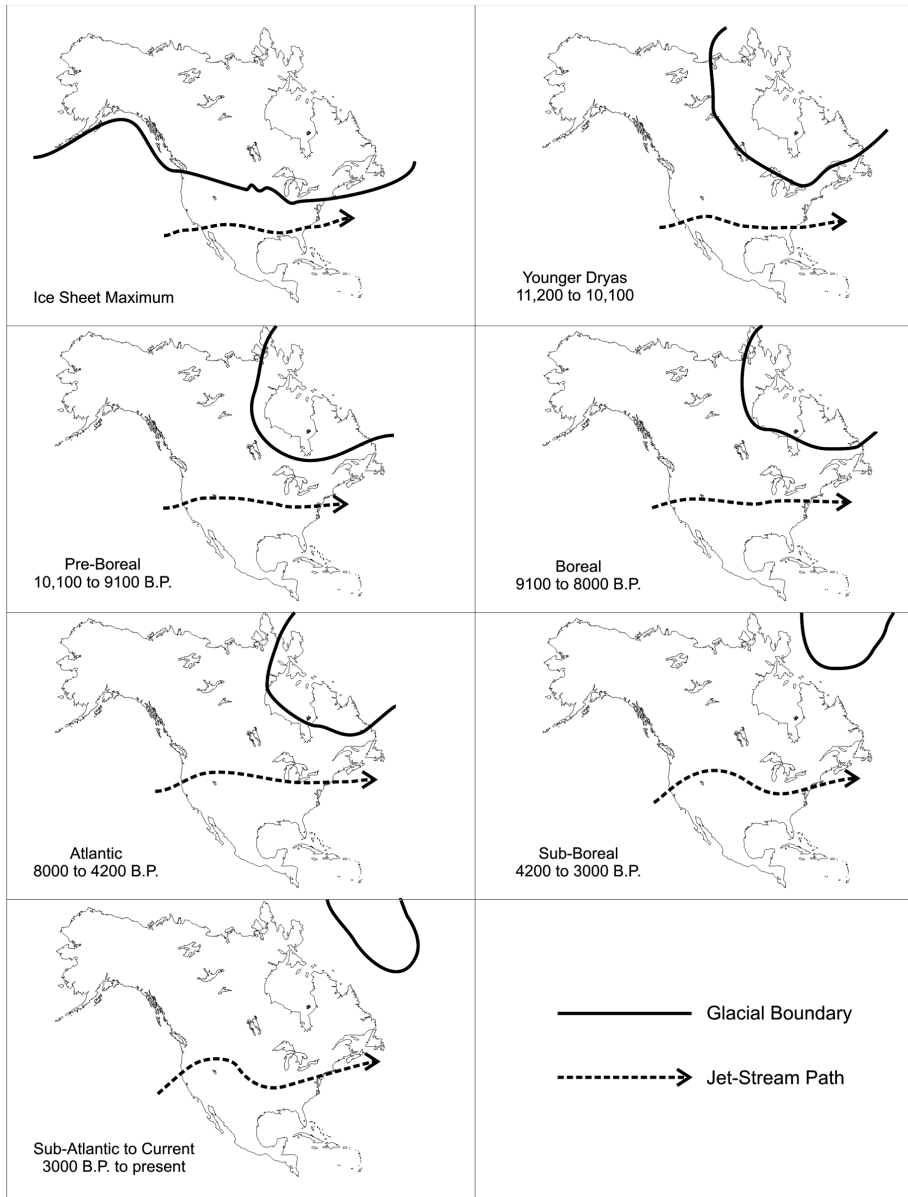 Ice Sheet Maximum
Younger Dryas
11,200 to 10,100
Pre-Boreal
10,100 to 9100 B.P.
Boreal
9100 to 8000 B.P.
Atlantic
8000 to 4200 B.P.
Sub-Boreal
4200 to 3000 B.P.
Sub-Atlantic to Current
3000 B.P. to present
Glacial Boundary
Jet-Stream Path